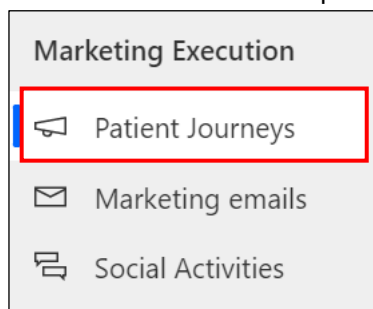 Marketing Execution
Patient Journeys
Marketing emails
Social Activities